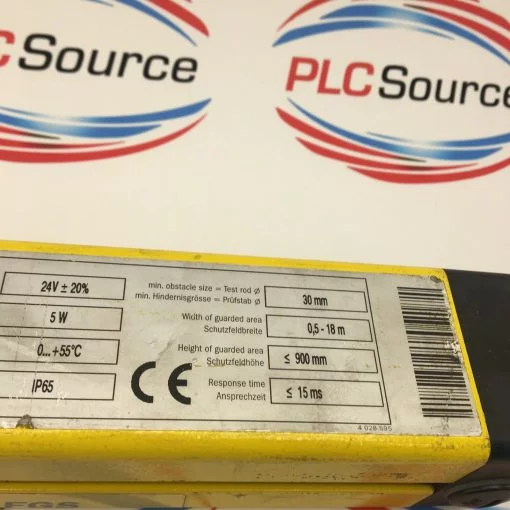 PLC Source
C Source
24V ± 20%
5 W
0...+55°C
IP65
min. obstacle size = Test rod ⌀
min. Hindernisgrösse = Prüfstab ⌀
30 mm
Width of guarded area
Schutzfeldbreite
0,5 - 18 m
Height of guarded area
Schutzfeldhöhe
≤ 900 mm
Response time
Ansprechzeit
≤ 15 ms
CE
4 028 595
FGS